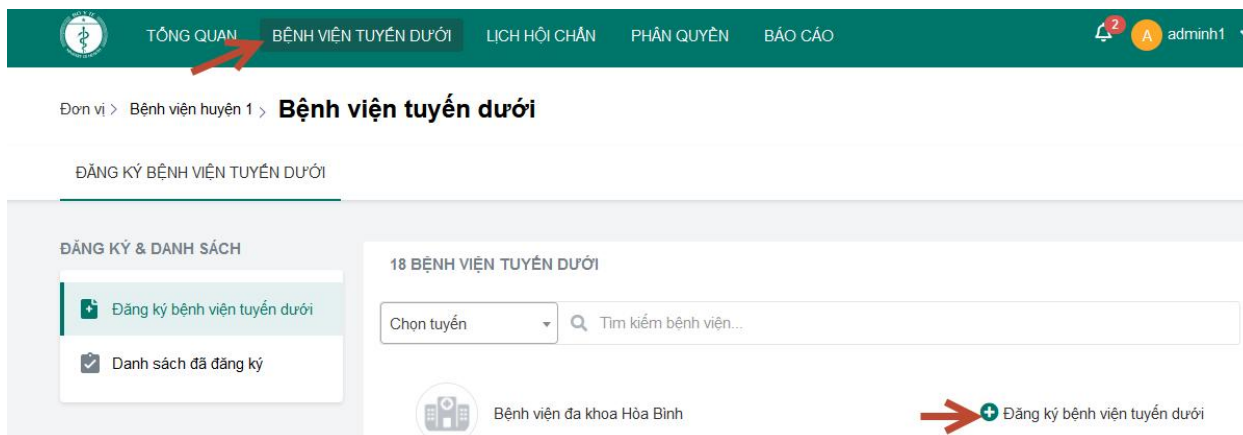 BỘ Y TẾ
TỔNG QUAN BỆNH VIỆN TUYẾN DƯỚI LỊCH HỘI CHẨN PHÂN QUYỀN BÁO CÁO 2 A adminh1
Đơn vị > Bệnh viện huyện 1 > Bệnh viện tuyến dưới
ĐĂNG KÝ BỆNH VIỆN TUYẾN DƯỚI
ĐĂNG KÝ & DANH SÁCH
Đăng ký bệnh viện tuyến dưới
Danh sách đã đăng ký
18 BỆNH VIỆN TUYẾN DƯỚI
Chọn tuyến Tìm kiếm bệnh viện...
Bệnh viện đa khoa Hòa Bình Đăng ký bệnh viện tuyến dưới